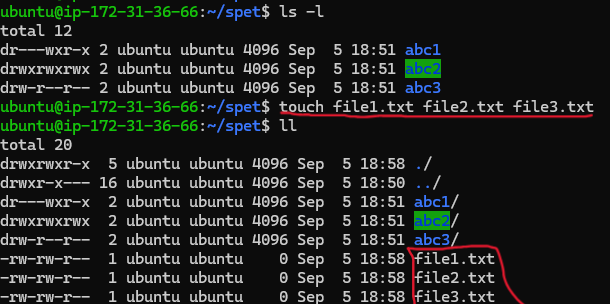 ubuntu@ip-172-31-36-66:~/spet$ ls -l
total 12
dr---wxr-x 2 ubuntu ubuntu 4096 Sep  5 18:51 abc1
drwxrwxrwx 2 ubuntu ubuntu 4096 Sep  5 18:51 abc2
drw-r--r-- 2 ubuntu ubuntu 4096 Sep  5 18:51 abc3
ubuntu@ip-172-31-36-66:~/spet$ touch file1.txt file2.txt file3.txt
ubuntu@ip-172-31-36-66:~/spet$ ll
total 20
drwxrwxr-x  5 ubuntu ubuntu 4096 Sep  5 18:58 ./
drwxr-x--- 16 ubuntu ubuntu 4096 Sep  5 18:50 ../
dr---wxr-x  2 ubuntu ubuntu 4096 Sep  5 18:51 abc1/
drwxrwxrwx  2 ubuntu ubuntu 4096 Sep  5 18:51 abc2/
drw-r--r--  2 ubuntu ubuntu 4096 Sep  5 18:51 abc3/
-rw-rw-r--  1 ubuntu ubuntu    0 Sep  5 18:58 file1.txt
-rw-rw-r--  1 ubuntu ubuntu    0 Sep  5 18:58 file2.txt
-rw-rw-r--  1 ubuntu ubuntu    0 Sep  5 18:58 file3.txt